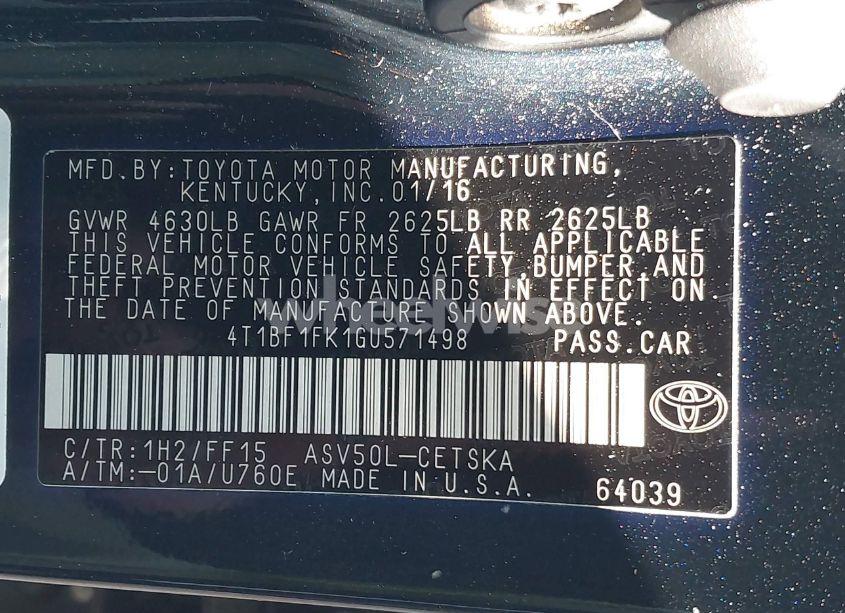 MFD. BY: TOYOTA MOTOR MANUFACTURING,
KENTUCKY, INC. 01/16
GVWR 4630LB GAWR FR 2625LB RR 2625LB
THIS VEHICLE CONFORMS TO ALL APPLICABLE
FEDERAL MOTOR VEHICLE SAFETY, BUMPER, AND
THEFT PREVENTION STANDARDS IN EFFECT ON
THE DATE OF MANUFACTURE SHOWN ABOVE.
wheelwise
4T1BF1FK1GU571498 PASS. CAR
C/TR: 1H2/FF15 ASV50L-CETSKA
A/TM: -01A/U760E MADE IN U.S.A. 64039